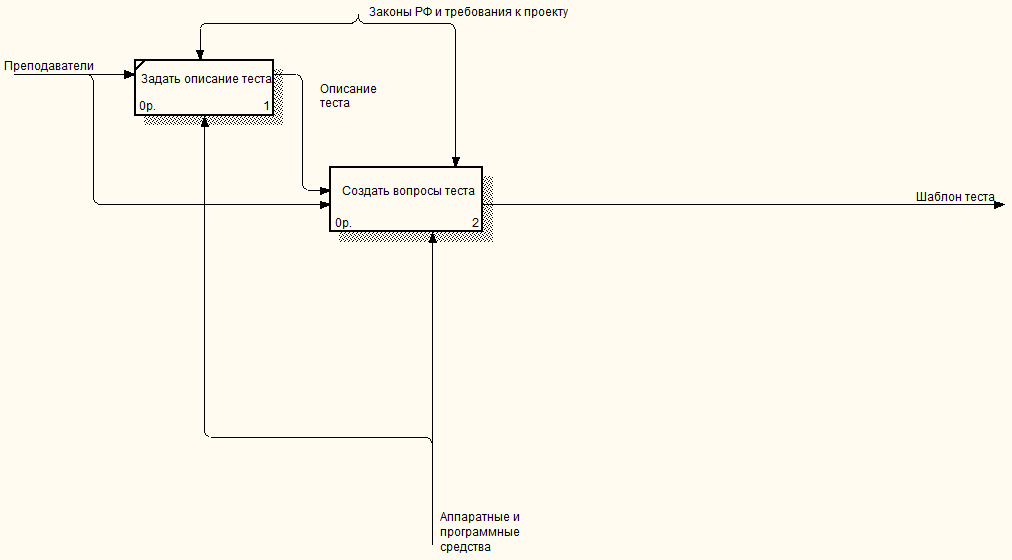 Законы РФ и требования к проекту
Преподаватели
Задать описание теста
0р.
1
Описание
теста
Создать вопросы теста
0р.
2
Шаблон теста
Аппаратные и
программные
средства